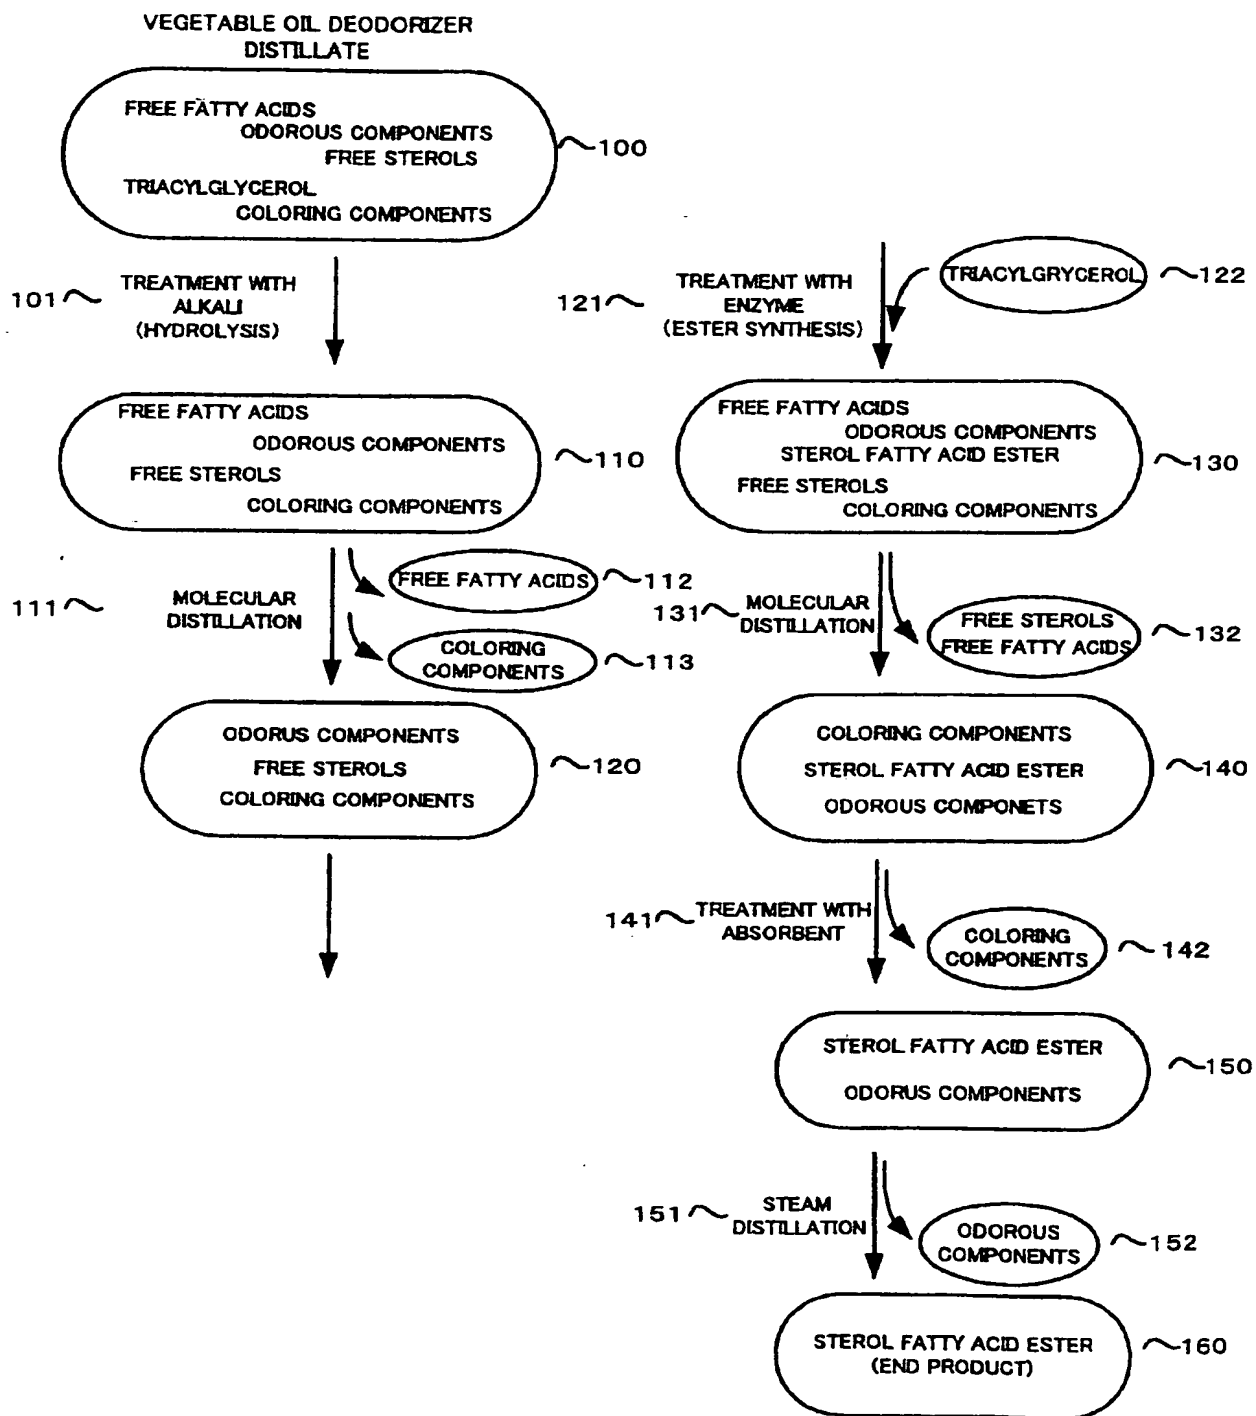 VEGETABLE OIL DEODORIZER
DISTILLATE
FREE FATTY ACIDS
ODOROUS COMPONENTS
FREE STEROLS
TRIACYLGLYCEROL
COLORING COMPONENTS
100
101
TREATMENT WITH
ALKALI
(HYDROLYSIS)
FREE FATTY ACIDS
ODOROUS COMPONENTS
FREE STEROLS
COLORING COMPONENTS
110
111
MOLECULAR
DISTILLATION
FREE FATTY ACIDS
112
COLORING
COMPONENTS
113
ODORUS COMPONENTS
FREE STEROLS
COLORING COMPONENTS
120
121
TREATMENT WITH
ENZYME
(ESTER SYNTHESIS)
TRIACYLGRYCEROL
122
FREE FATTY ACIDS
ODOROUS COMPONENTS
STEROL FATTY ACID ESTER
FREE STEROLS
COLORING COMPONENTS
130
131
MOLECULAR
DISTILLATION
FREE STEROLS
FREE FATTY ACIDS
132
COLORING COMPONENTS
STEROL FATTY ACID ESTER
ODOROUS COMPONETS
140
141
TREATMENT WITH
ABSORBENT
COLORING
COMPONENTS
142
STEROL FATTY ACID ESTER
ODORUS COMPONENTS
150
151
STEAM
DISTILLATION
ODOROUS
COMPONENTS
152
STEROL FATTY ACID ESTER
(END PRODUCT)
160